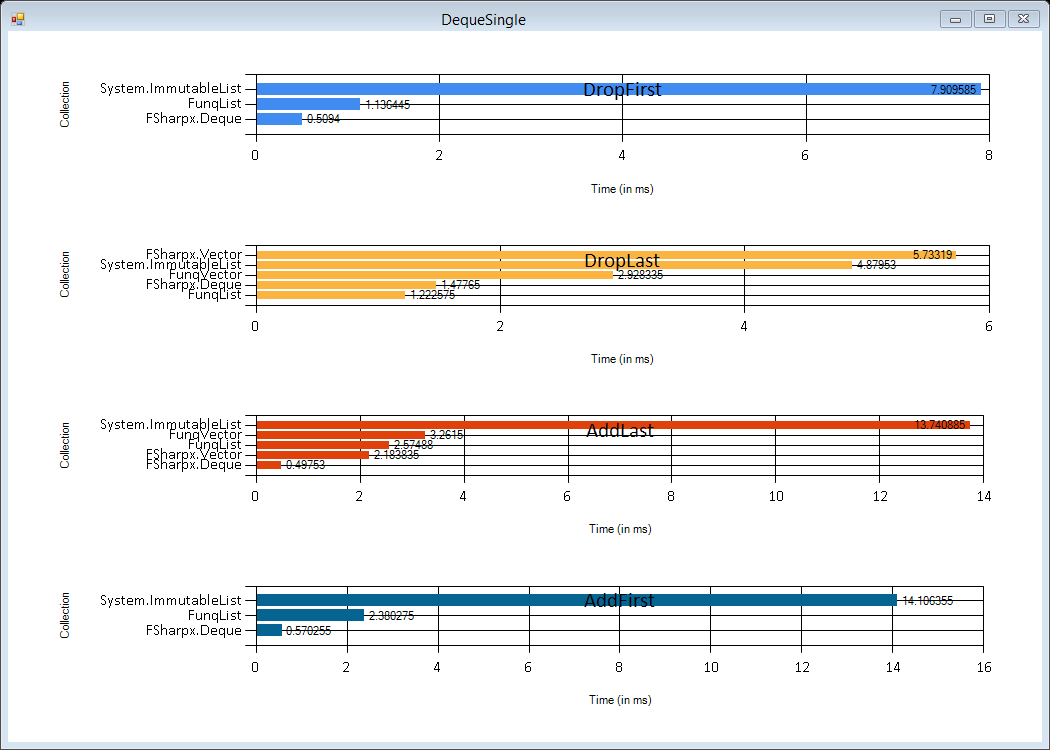 DequeSingle
DropFirst
Collection
System.ImmutableList 7.909585
FunqList 1.136445
FSharpx.Deque 0.5094
0 2 4 6 8
Time (in ms)
DropLast
Collection
FSharpx.Vector 5.73319
System.ImmutableList 4.87953
FunqVector 2.928335
FSharpx.Deque 1.47765
FunqList 1.222575
0 2 4 6
Time (in ms)
AddLast
Collection
System.ImmutableList 13.740885
FunqVector 3.2615
FunqList 2.57488
FSharpx.Vector 2.183835
FSharpx.Deque 0.49753
0 2 4 6 8 10 12 14
Time (in ms)
AddFirst
Collection
System.ImmutableList 14.106355
FunqList 2.380275
FSharpx.Deque 0.570255
0 2 4 6 8 10 12 14 16
Time (in ms)